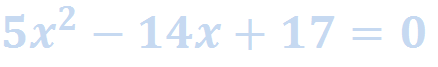 5x² − 14x + 17 = 0